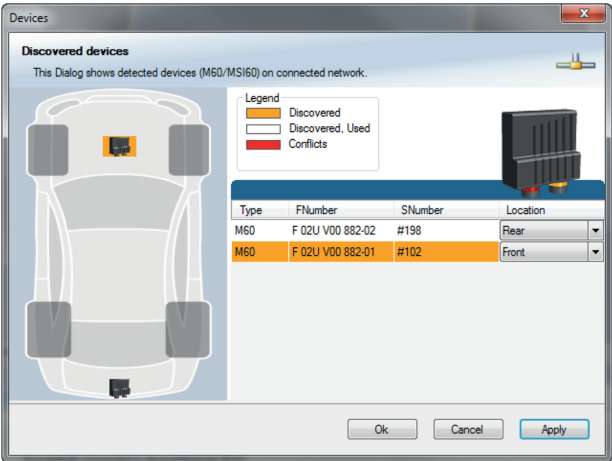 Devices
Discovered devices
This Dialog shows detected devices (M60/MSI60) on connected network.
Legend
Discovered
Discovered, Used
Conflicts
Type FNumber SNumber Location
M60 F 02U V00 882-02 #198 Rear
M60 F 02U V00 882-01 #102 Front
Ok Cancel Apply